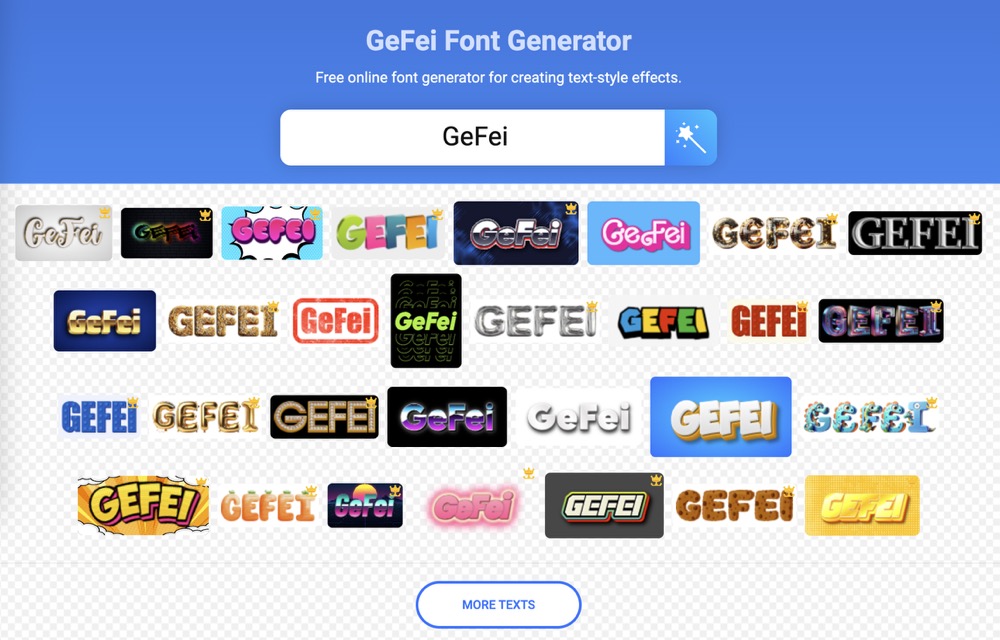 GeFei Font Generator
Free online font generator for creating text-style effects.
GeFei
GeFei GEFEI GEFEI GEFEI GeFei GeGFei GEFEI GEFEI
GeFei GEFEI GeFei GeFei GEFEI GEFEI GEFEI GEFEI
GEFEI GEFEI GEFEI GeFei GeFei GEFEI GEFEI
GEFEI GEFEI GeFei GeFei GEFEI GEFEI GEFEI
MORE TEXTS